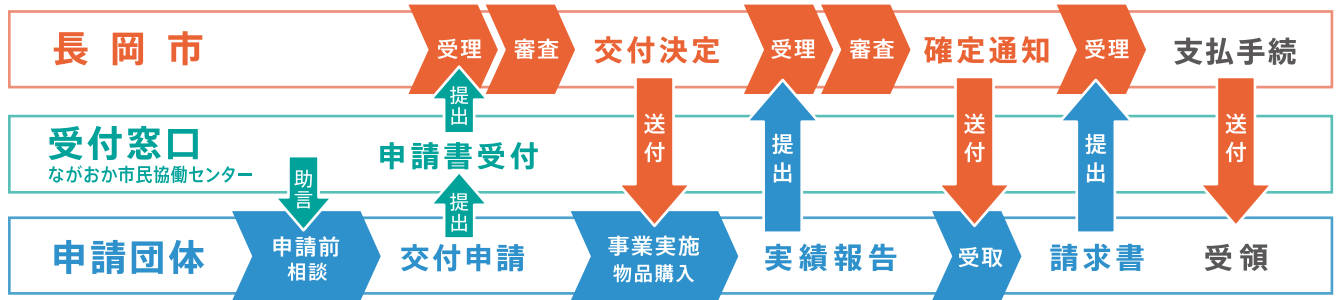 長岡市
受理
審査
交付決定
受理
審査
確定通知
受理
支払手続
受付窓口
ながおか市民協働センター
助言
提出
申請書受付
提出
送付
提出
送付
提出
送付
申請団体
申請前
相談
交付申請
事業実施
物品購入
実績報告
受取
請求書
受領